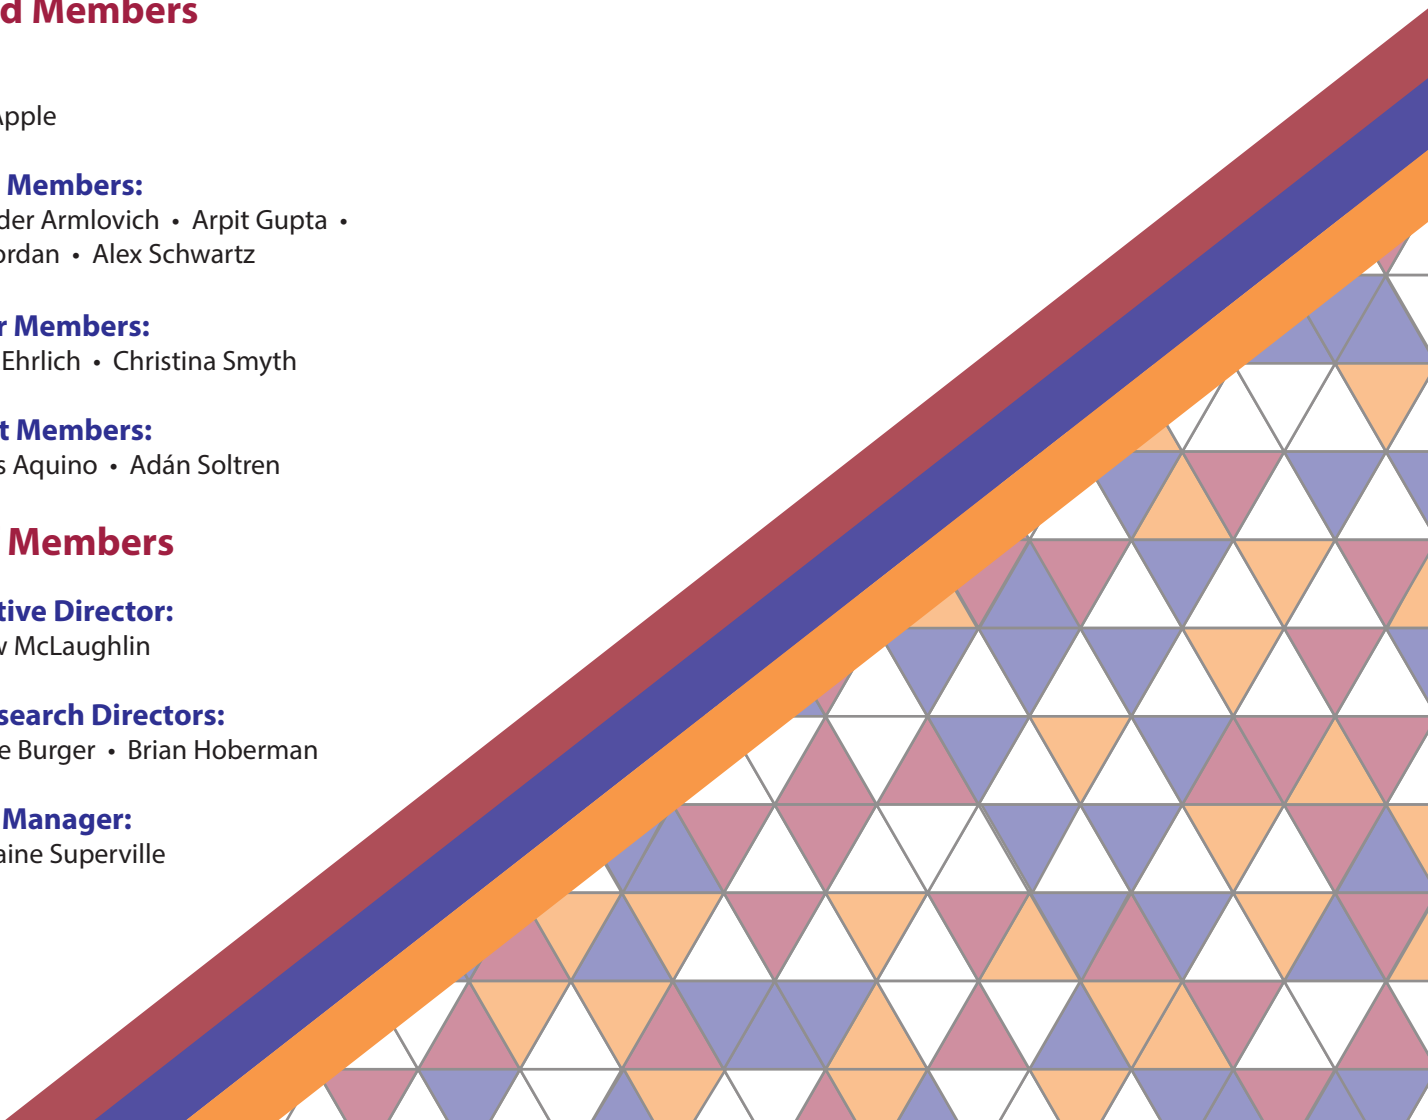 d Members
Apple
Members:
der Armlovich • Arpit Gupta •
ordan • Alex Schwartz
r Members:
Ehrlich • Christina Smyth
t Members:
s Aquino • Adán Soltren
Members
tive Director:
w McLaughlin
search Directors:
e Burger • Brian Hoberman
Manager:
aine Superville